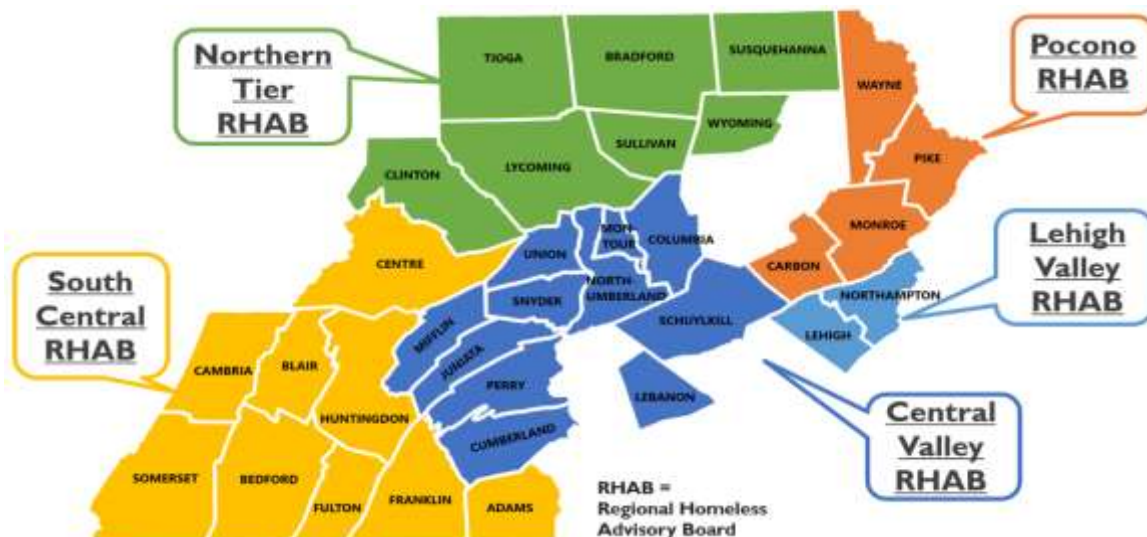 Northern
Tier
RHAB
TIOGA
BRADFORD
SUSQUEHANNA
Pocono
RHAB
WAYNE
WYOMING
SULLIVAN
LYCOMING
PIKE
CLINTON
MONROE
MON-
TOUR
COLUMBIA
UNION
CENTRE
CARBON
Lehigh
Valley
RHAB
NORTHAMPTON
NORTH-
UMBERLAND
SNYDER
SCHUYLKILL
LEHIGH
South
Central
RHAB
MIFFLIN
JUNIATA
CAMBRIA
BLAIR
PERRY
LEBANON
HUNTINGDON
CUMBERLAND
Central
Valley
RHAB
SOMERSET
BEDFORD
FULTON
FRANKLIN
ADAMS
RHAB =
Regional Homeless
Advisory Board